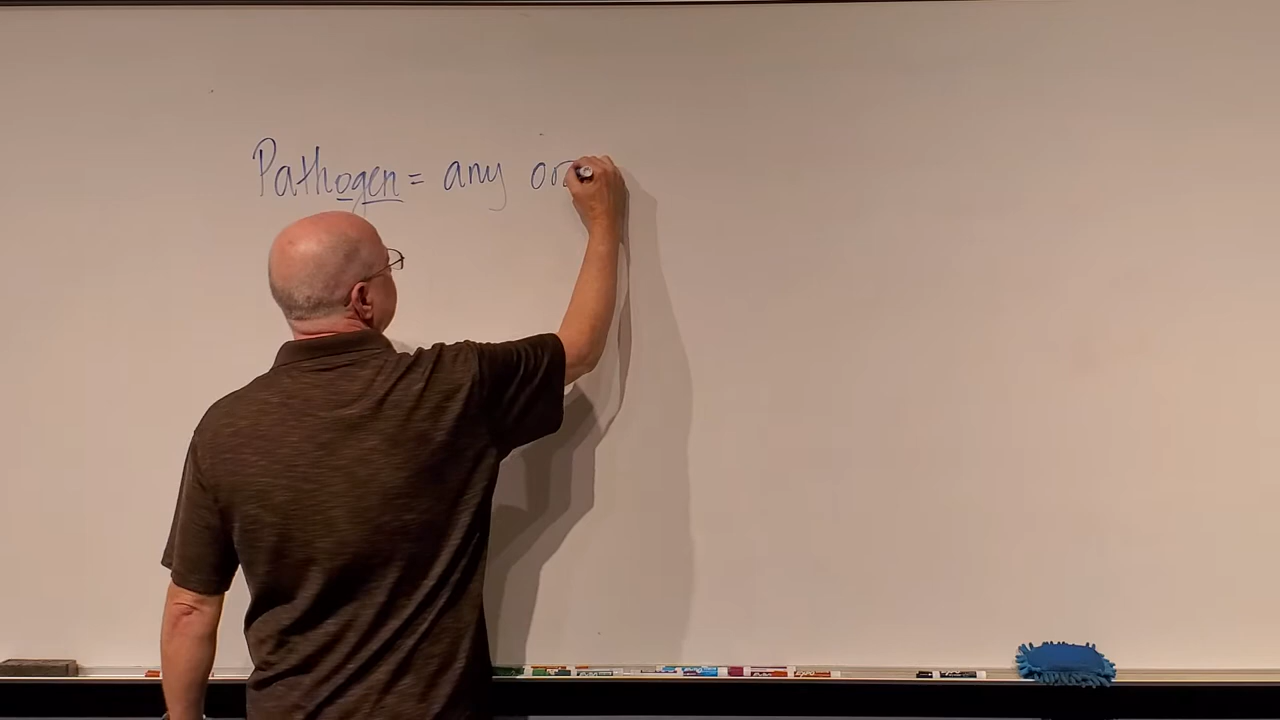 Pathogen = any or